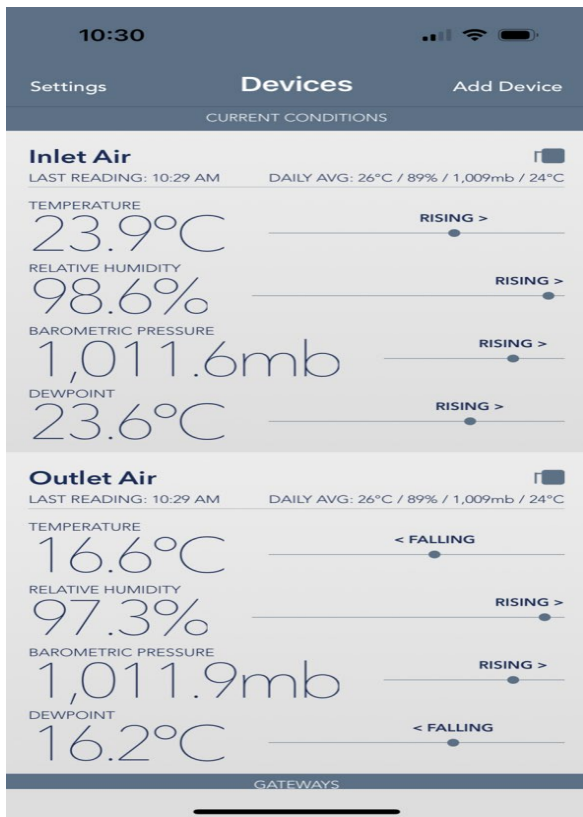 10:30
Settings Devices Add Device
CURRENT CONDITIONS
Inlet Air
LAST READING: 10:29 AM DAILY AVG: 26°C / 89% / 1,009mb / 24°C
TEMPERATURE
23.9°C RISING >
RELATIVE HUMIDITY
98.6% RISING >
BAROMETRIC PRESSURE
1,011.6mb RISING >
DEWPOINT
23.6°C RISING >
Outlet Air
LAST READING: 10:29 AM DAILY AVG: 26°C / 89% / 1,009mb / 24°C
TEMPERATURE
16.6°C < FALLING
RELATIVE HUMIDITY
97.3% RISING >
BAROMETRIC PRESSURE
1,011.9mb RISING >
DEWPOINT
16.2°C < FALLING
GATEWAYS